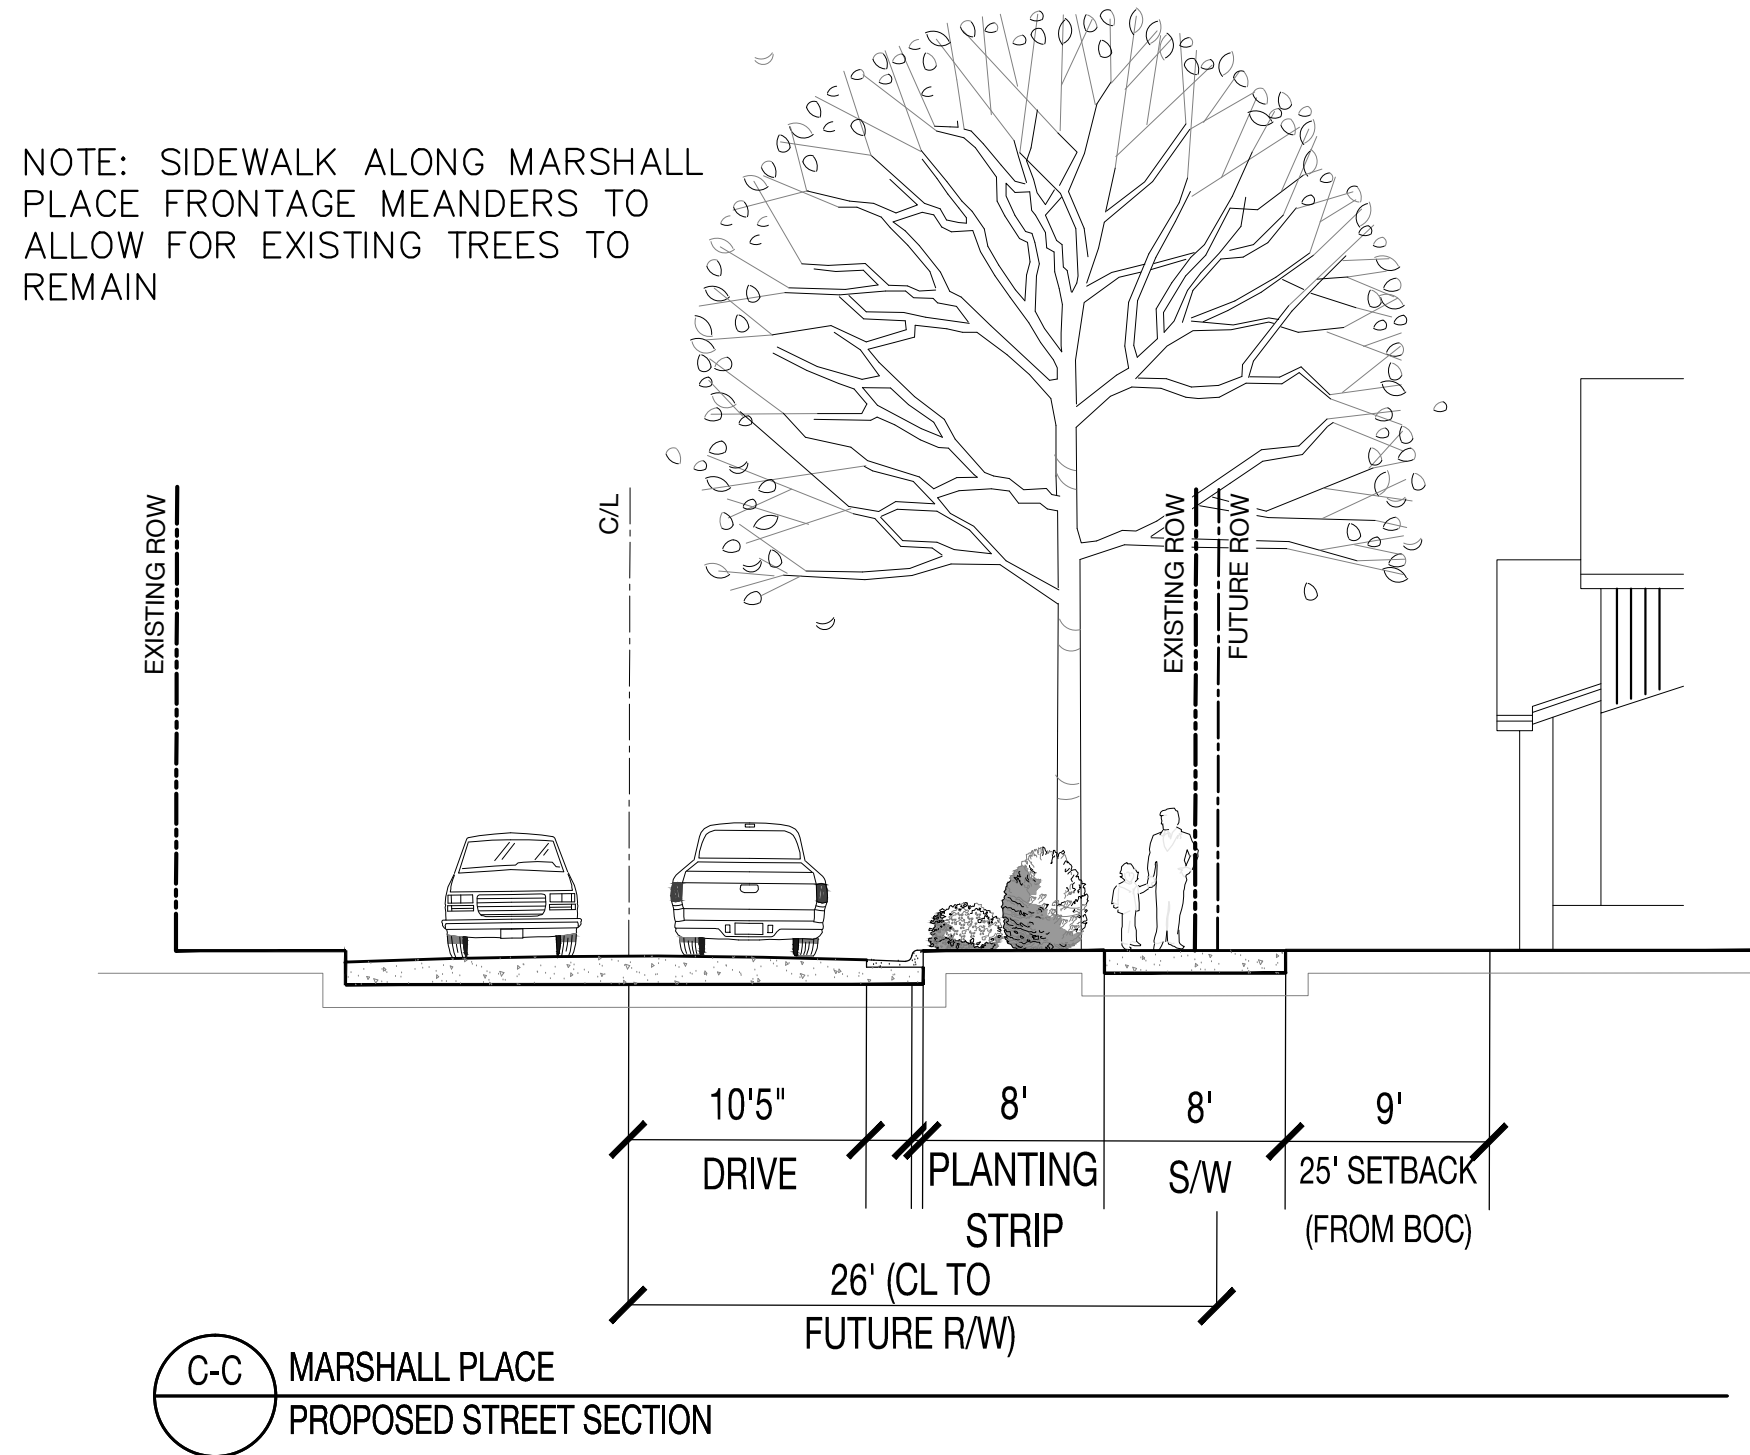 NOTE: SIDEWALK ALONG MARSHALL
PLACE FRONTAGE MEANDERS TO
ALLOW FOR EXISTING TREES TO
REMAIN
EXISTING ROW
C/L
EXISTING ROW
FUTURE ROW
10'5"
8'
8'
9'
DRIVE
PLANTING
STRIP
S/W
25' SETBACK
(FROM BOC)
26' (CL TO
FUTURE R/W)
C-C
MARSHALL PLACE
PROPOSED STREET SECTION